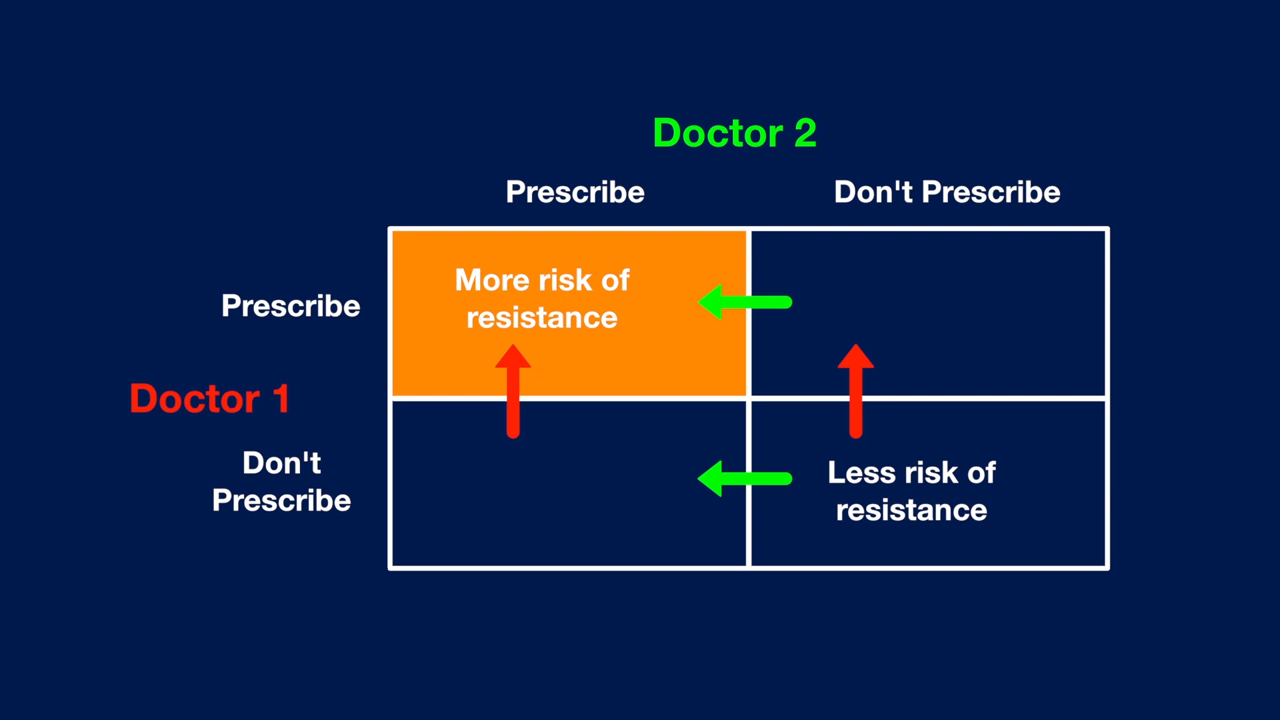 Doctor 2
Prescribe
Don't Prescribe
More risk of
resistance
Prescribe
Doctor 1
Don't
Prescribe
Less risk of
resistance